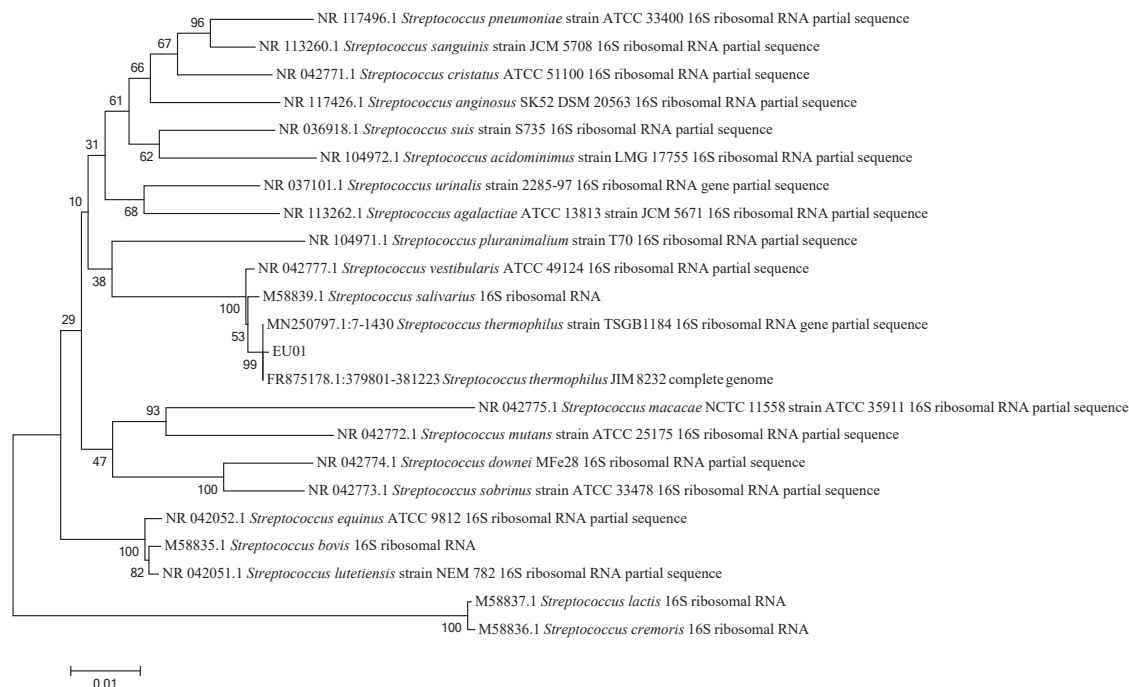 96
NR 117496.1 Streptococcus pneumoniae strain ATCC 33400 16S ribosomal RNA partial sequence
67
NR 113260.1 Streptococcus sanguinis strain JCM 5708 16S ribosomal RNA partial sequence
66
NR 042771.1 Streptococcus cristatus ATCC 51100 16S ribosomal RNA partial sequence
61
NR 117426.1 Streptococcus anginosus SK52 DSM 20563 16S ribosomal RNA partial sequence
NR 036918.1 Streptococcus suis strain S735 16S ribosomal RNA partial sequence
31
62
NR 104972.1 Streptococcus acidominimus strain LMG 17755 16S ribosomal RNA partial sequence
NR 037101.1 Streptococcus urinalis strain 2285-97 16S ribosomal RNA gene partial sequence
10
68
NR 113262.1 Streptococcus agalactiae ATCC 13813 strain JCM 5671 16S ribosomal RNA partial sequence
NR 104971.1 Streptococcus pluranimalium strain T70 16S ribosomal RNA partial sequence
38
NR 042777.1 Streptococcus vestibularis ATCC 49124 16S ribosomal RNA partial sequence
100
M58839.1 Streptococcus salivarius 16S ribosomal RNA
29
53
MN250797.1:7-1430 Streptococcus thermophilus strain TSGB1184 16S ribosomal RNA gene partial sequence
99
EU01
FR875178.1:379801-381223 Streptococcus thermophilus JIM 8232 complete genome
93
NR 042775.1 Streptococcus macacae NCTC 11558 strain ATCC 35911 16S ribosomal RNA partial sequence
NR 042772.1 Streptococcus mutans strain ATCC 25175 16S ribosomal RNA partial sequence
47
NR 042774.1 Streptococcus downei MFe28 16S ribosomal RNA partial sequence
100
NR 042773.1 Streptococcus sobrinus strain ATCC 33478 16S ribosomal RNA partial sequence
NR 042052.1 Streptococcus equinus ATCC 9812 16S ribosomal RNA partial sequence
100
M58835.1 Streptococcus bovis 16S ribosomal RNA
82
NR 042051.1 Streptococcus lutetiensis strain NEM 782 16S ribosomal RNA partial sequence
M58837.1 Streptococcus lactis 16S ribosomal RNA
100
M58836.1 Streptococcus cremoris 16S ribosomal RNA
0.01